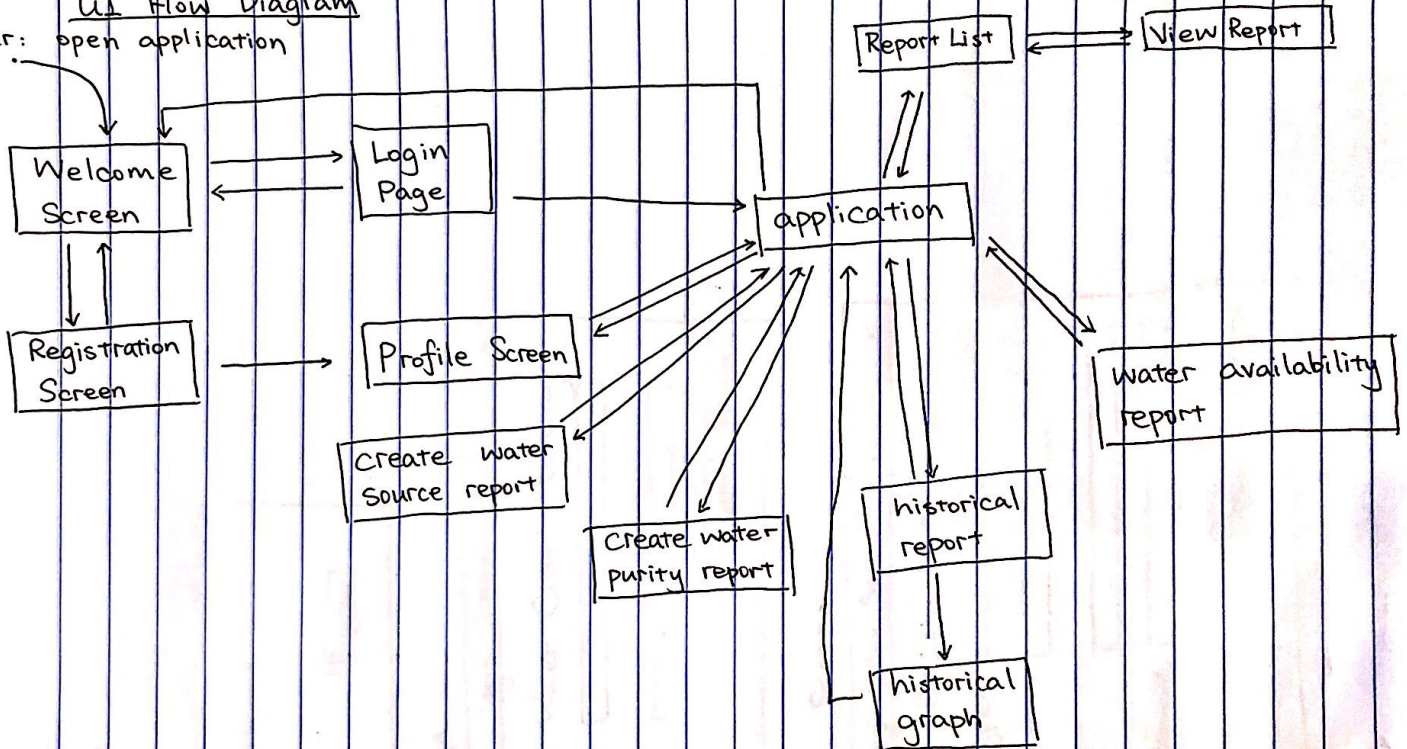 UI Flow Diagram
r: open application
Report List
View Report
Welcome
Screen
Login
Page
application
Registration
Screen
Profile Screen
water availability
report
create water
source report
create water
purity report
historical
report
historical
graph